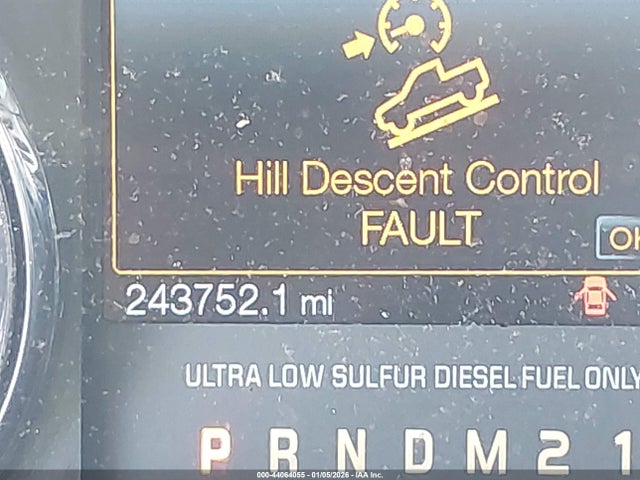 Hill Descent Control
FAULT
OK
243752.1 mi
ULTRA LOW SULFUR DIESEL FUEL ONLY
P R N D M 2 1
000-44064055 - 01/05/2026 - IAA Inc.